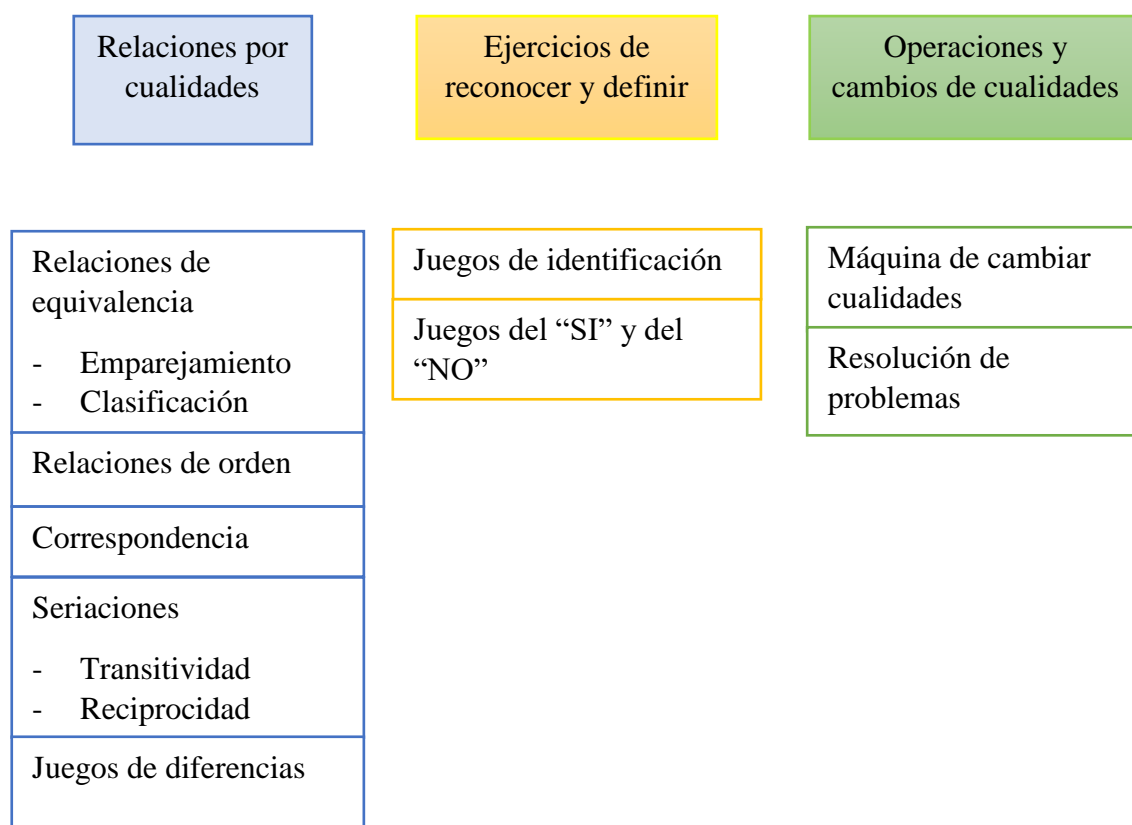 Relaciones por
cualidades
Ejercicios de
reconocer y definir
Operaciones y
cambios de cualidades
Relaciones de
equivalencia
- Emparejamiento
- Clasificación
Relaciones de orden
Correspondencia
Seriaciones
- Transitividad
- Reciprocidad
Juegos de diferencias
Juegos de identificación
Juegos del “SI” y del
“NO”
Máquina de cambiar
cualidades
Resolución de
problemas